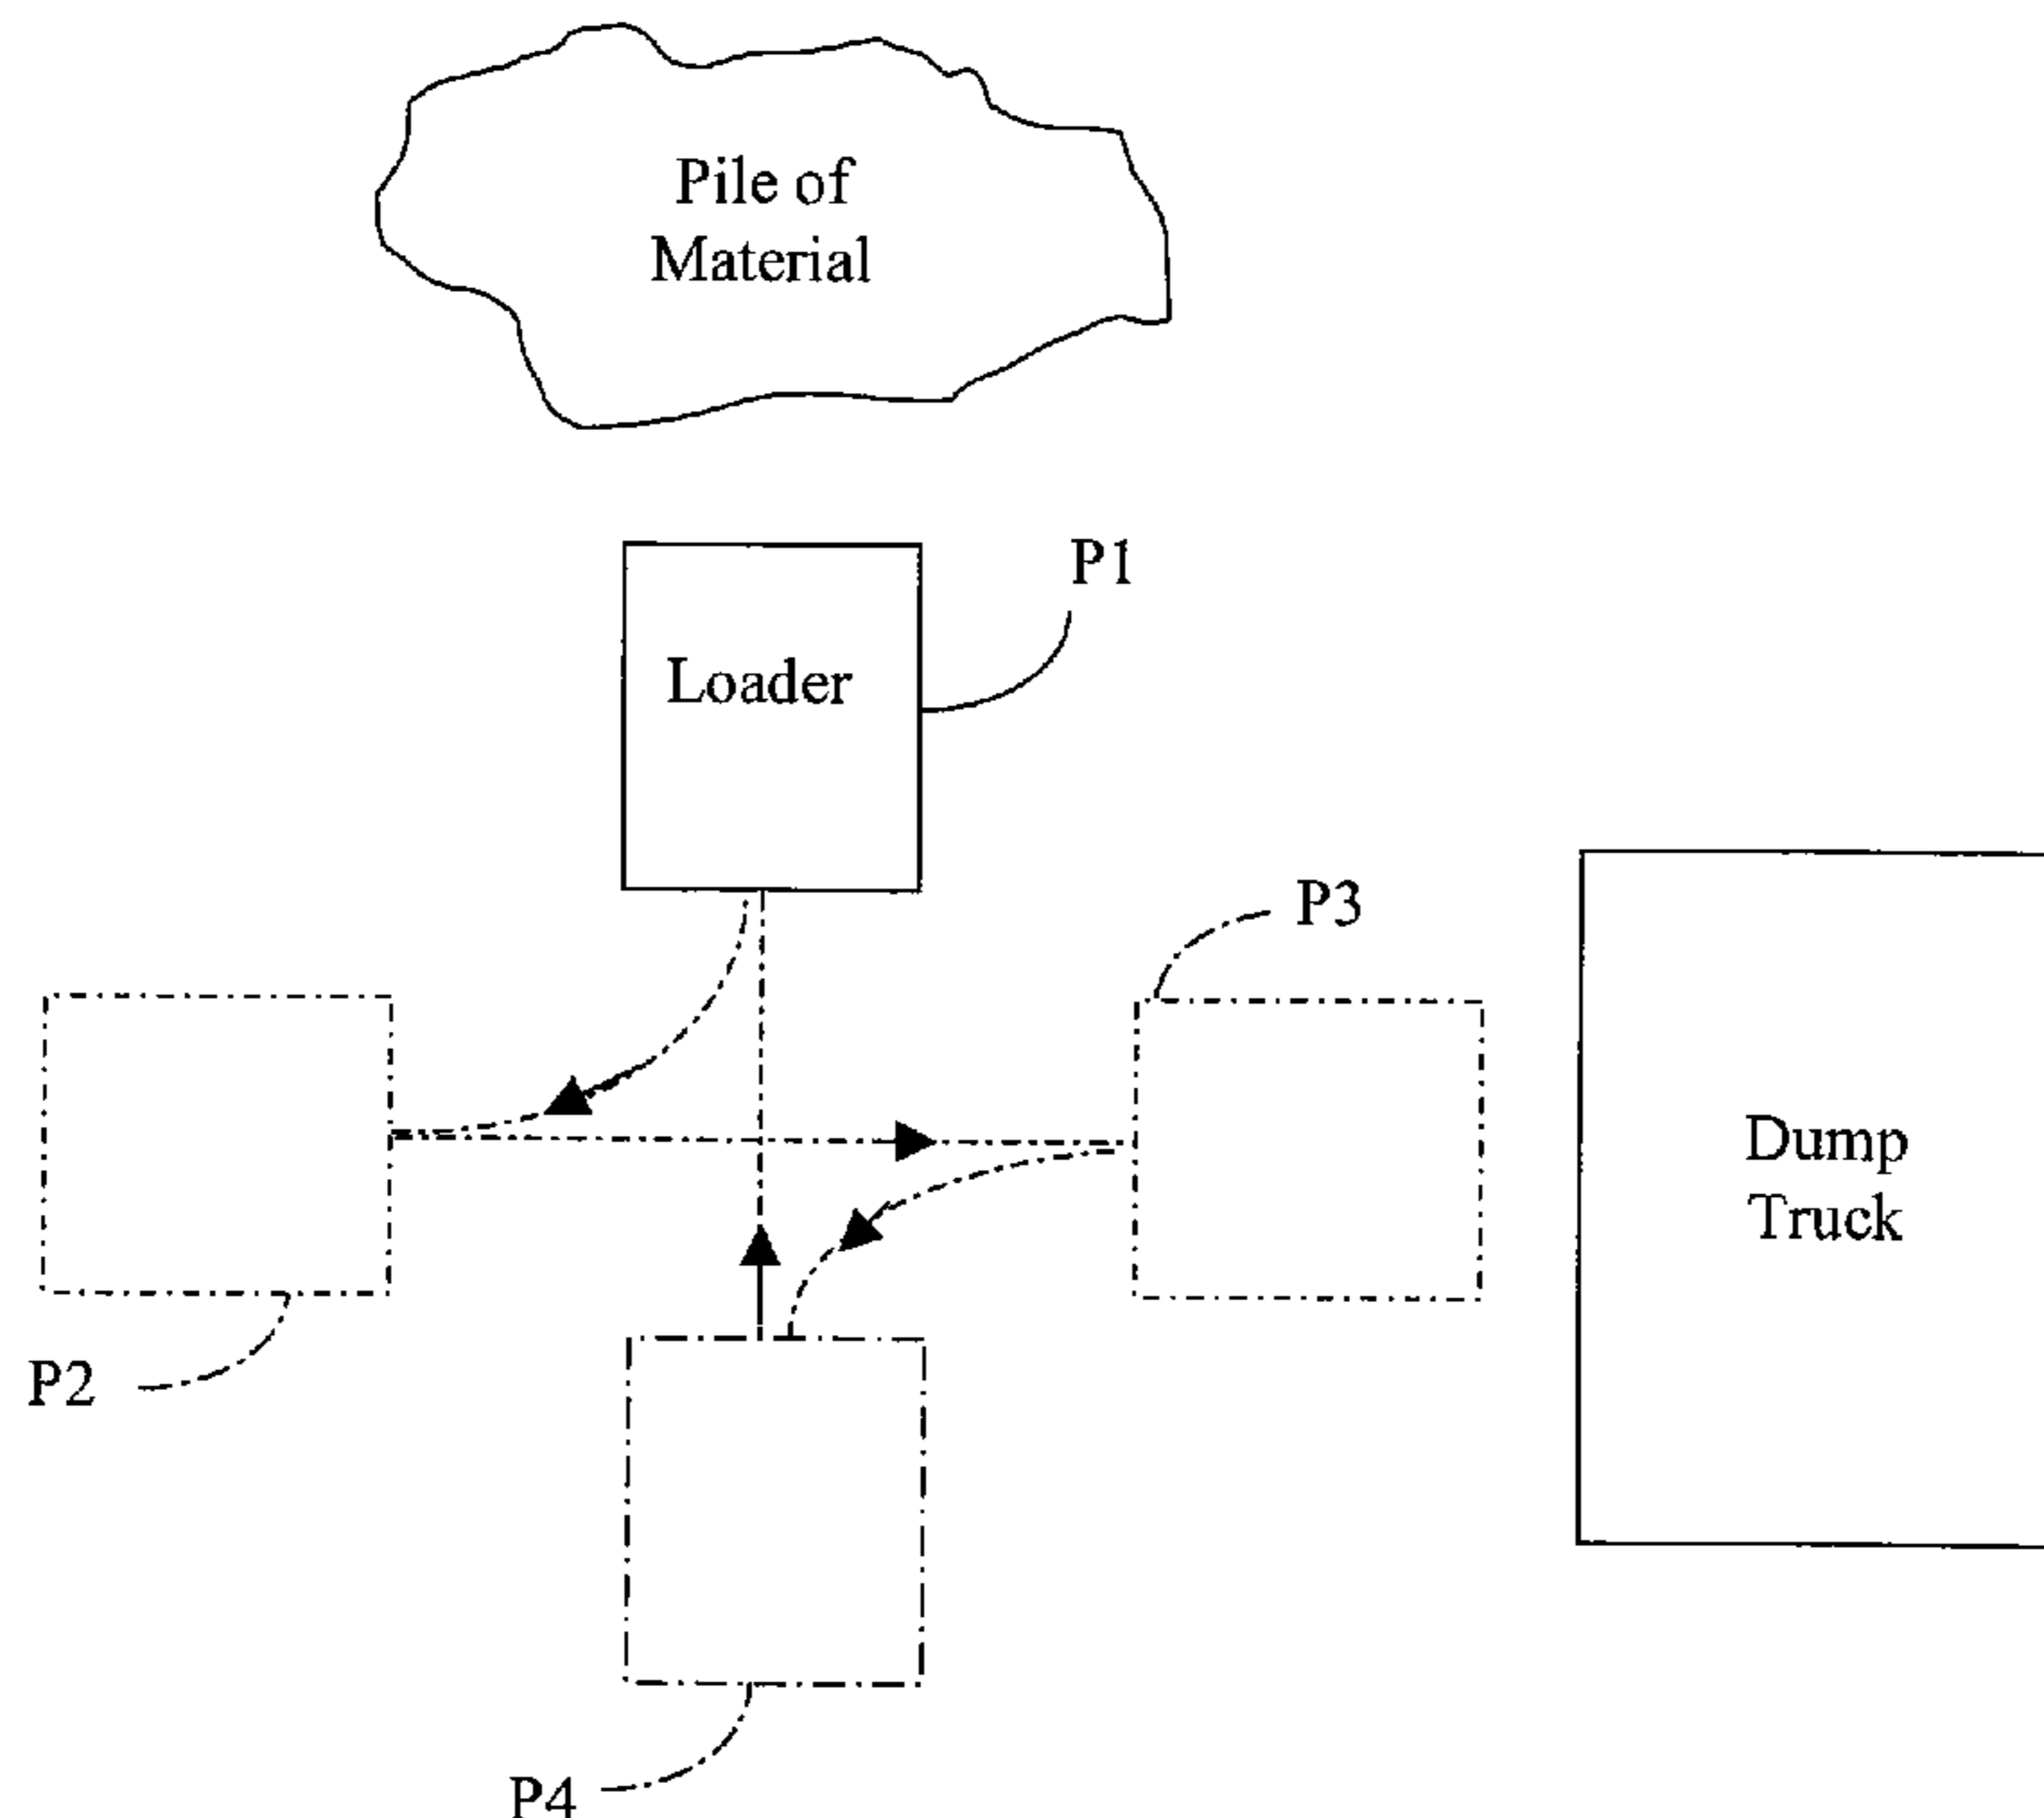 Pile of
Material
P1
Loader
P3
Dump
Truck
P2
P4